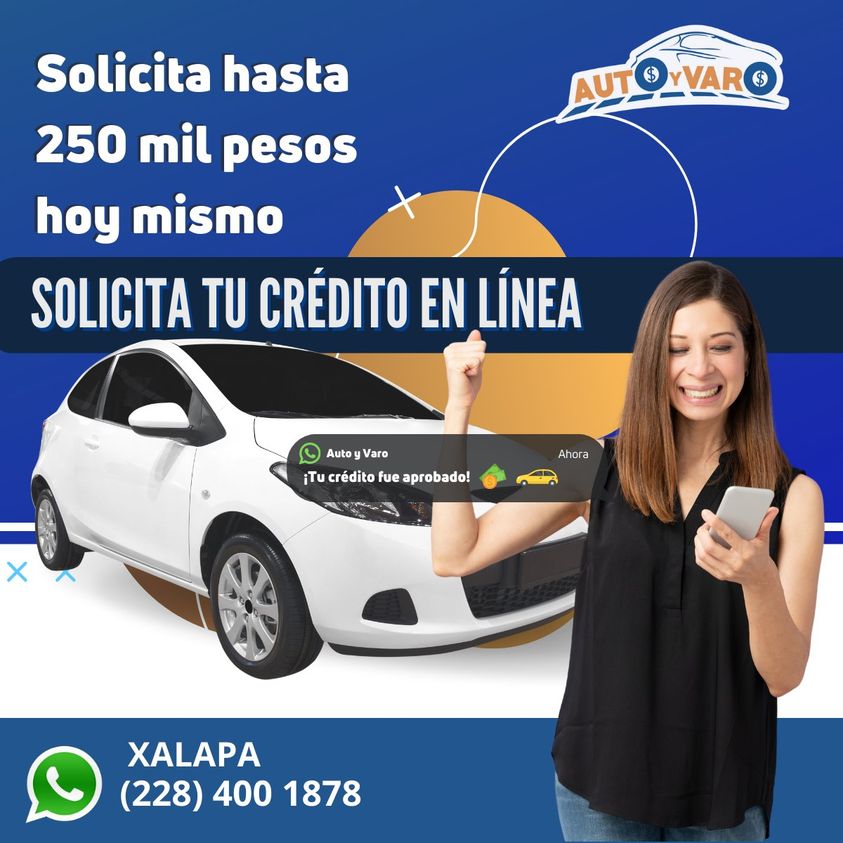 Solicita hasta
250 mil pesos
hoy mismo
AUTO Y VARO
SOLICITA TU CRÉDITO EN LÍNEA
Auto y Varo Ahora
¡Tu crédito fue aprobado!
XALAPA
(228) 400 1878